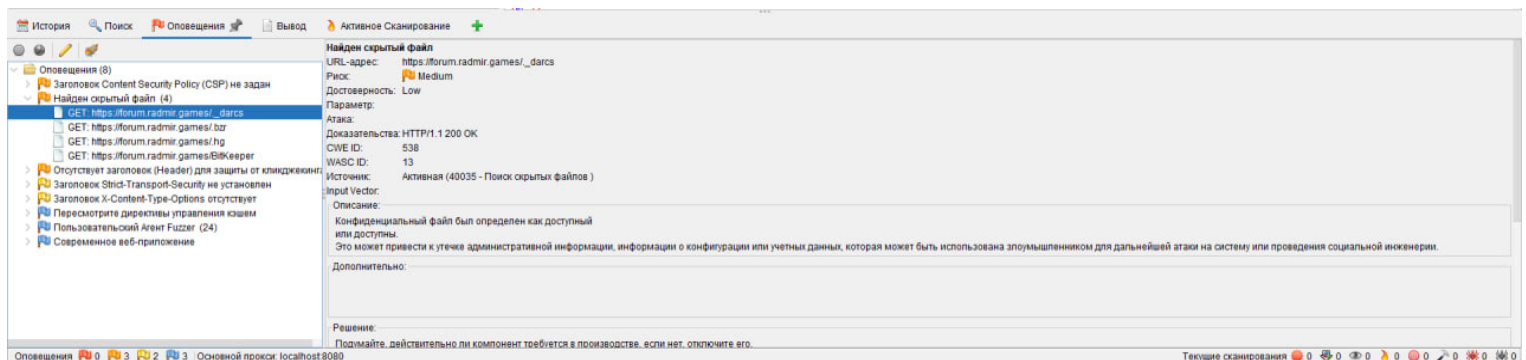 История Поиск Оповещения Вывод Активное Сканирование
Оповещения (8)
Заголовок Content Security Policy (CSP) не задан
Найден скрытый файл (4)
GET: https://forum.radmir.games/._darcs
GET: https://forum.radmir.games/.bzr
GET: https://forum.radmir.games/.hg
GET: https://forum.radmir.games/BitKeeper
Отсутствует заголовок (Header) для защиты от кликджекинга
Заголовок Strict-Transport-Security не установлен
Заголовок X-Content-Type-Options отсутствует
Пересмотрите директивы управления кэшем
Пользовательский Агент Fuzzer (24)
Современное веб-приложение
Найден скрытый файл
URL-адрес: https://forum.radmir.games/._darcs
Риск: Medium
Достоверность: Low
Параметр:
Атака:
Доказательства: HTTP/1.1 200 OK
CWE ID: 538
WASC ID: 13
Источник: Активная (40035 - Поиск скрытых файлов )
Input Vector:
Описание:
Конфиденциальный файл был определен как доступный
или доступны.
Это может привести к утечке административной информации, информации о конфигурации или учетных данных, которая может быть использована злоумышленником для дальнейшей атаки на систему или проведения социальной инженерии.
Дополнительно:
Решение:
Подумайте, действительно ли компонент требуется в производстве, если нет, отключите его.
Оповещения 0 3 2 3 Основной прокси: localhost:8080 Текущие сканирования 0 0 0 0 0 0 0 0